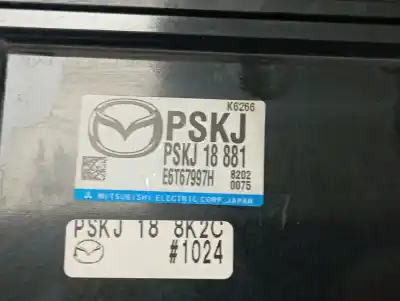 K6266
PSKJ
PSKJ 18 881
E6T67997H
8202
0075
MITSUBISHI ELECTRIC CORP. JAPAN
PSKJ 18 8K2C
#1024